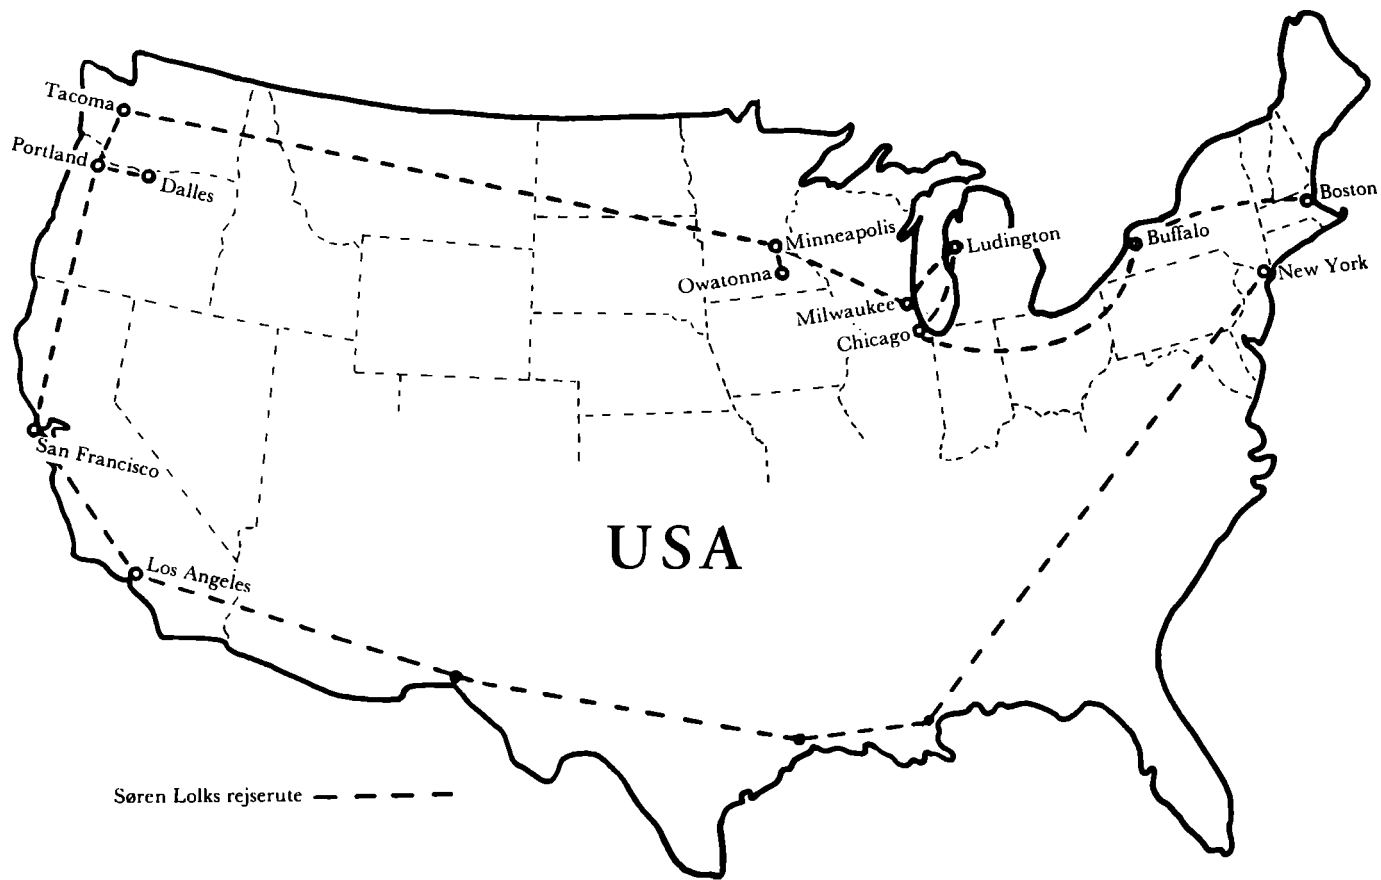 Tacoma
Portland
Dalles
Minneapolis
Owatonna
Milwaukee
Chicago
Ludington
Buffalo
Boston
New York
San Francisco
Los Angeles
USA
Søren Lolks rejserute